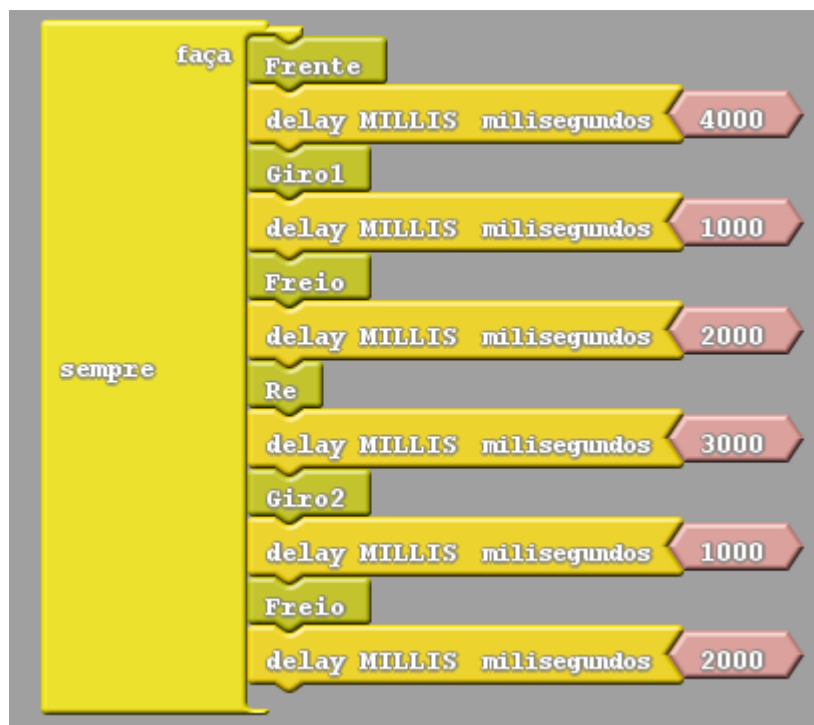 faça
Frente
delay MILLIS milisegundos 4000
Giro1
delay MILLIS milisegundos 1000
Freio
delay MILLIS milisegundos 2000
sempre
Re
delay MILLIS milisegundos 3000
Giro2
delay MILLIS milisegundos 1000
Freio
delay MILLIS milisegundos 2000